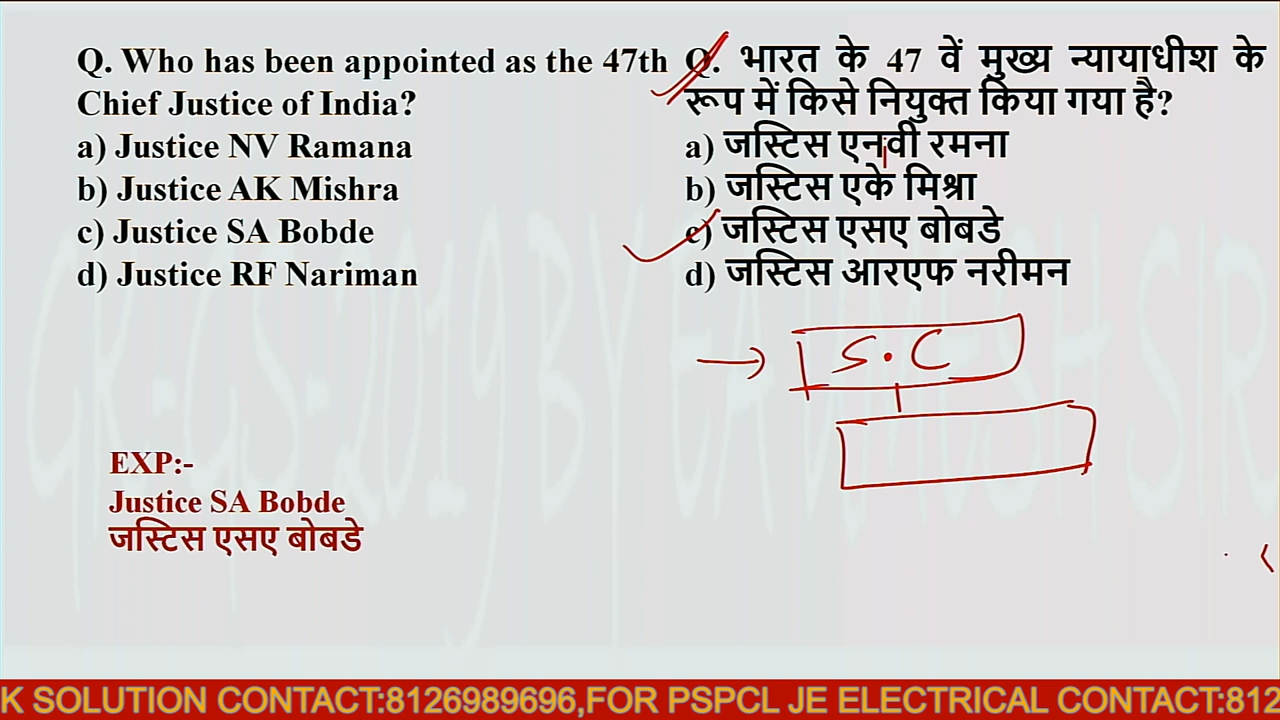 Q. Who has been appointed as the 47th
Chief Justice of India?
a) Justice NV Ramana
b) Justice AK Mishra
c) Justice SA Bobde
d) Justice RF Nariman
Q. भारत के 47 वें मुख्य न्यायाधीश के
रूप में किसे नियुक्त किया गया है?
a) जस्टिस एनवी रमना
b) जस्टिस एके मिश्रा
c) जस्टिस एसए बोबडे
d) जस्टिस आरएफ नरीमन
S.C
EXP:-
Justice SA Bobde
जस्टिस एसए बोबडे
K SOLUTION CONTACT:8126989696,FOR PSPCL JE ELECTRICAL CONTACT:812